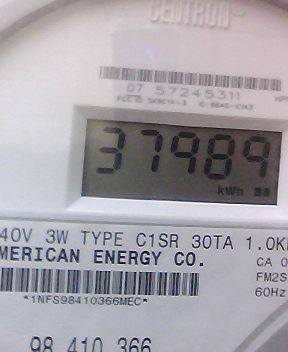 CENTRON
07 57245311
37989
kWh
40V 3W TYPE C1SR 30TA 1.0K
MERICAN ENERGY CO. CA 0
FM2S
*1NFS98410366MEC* 60Hz
98 410 366